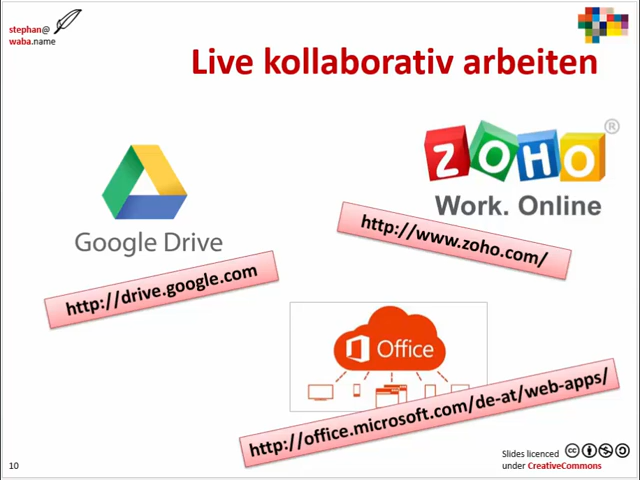 stephan@
waba.name
Live kollaborativ arbeiten
ZOHO®
Work. Online
Google Drive
http://www.zoho.com/
http://drive.google.com
Office
http://office.microsoft.com/de-at/web-apps/
10
Slides licenced
under CreativeCommons